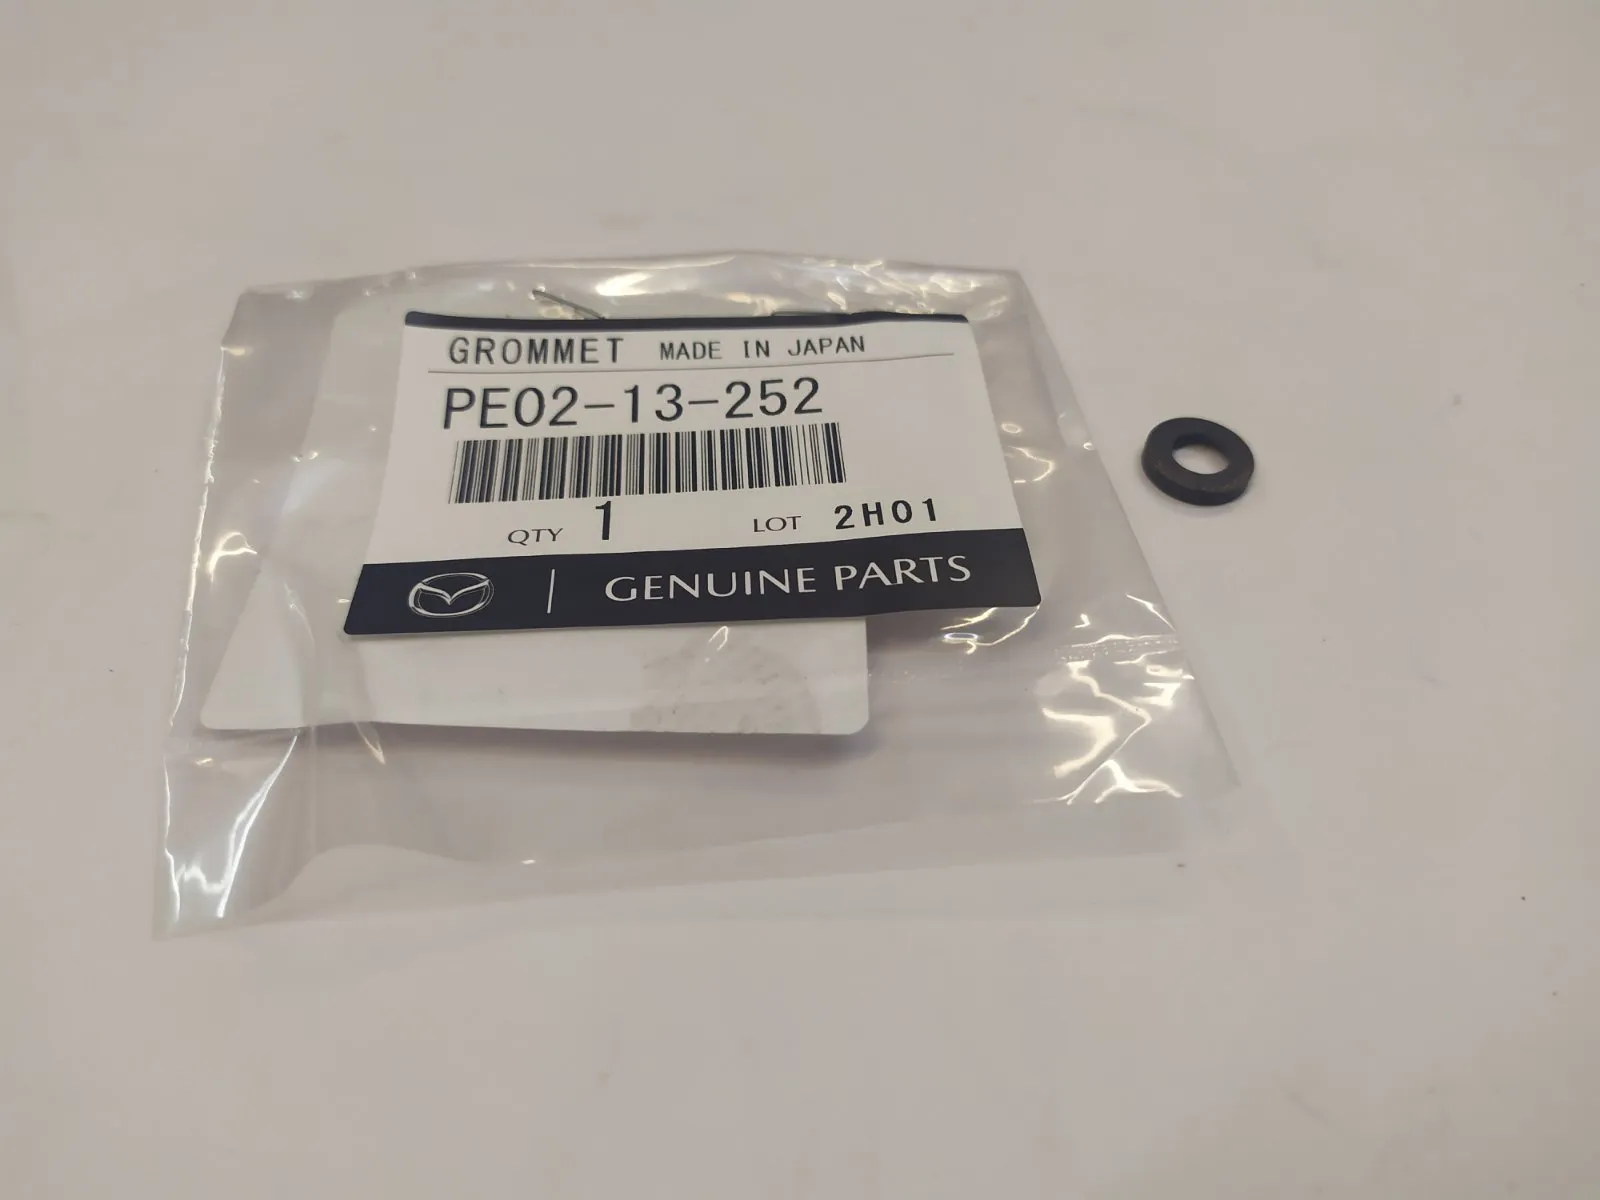 GROMMET MADE IN JAPAN
PE02-13-252
QTY 1 LOT 2H01
GENUINE PARTS